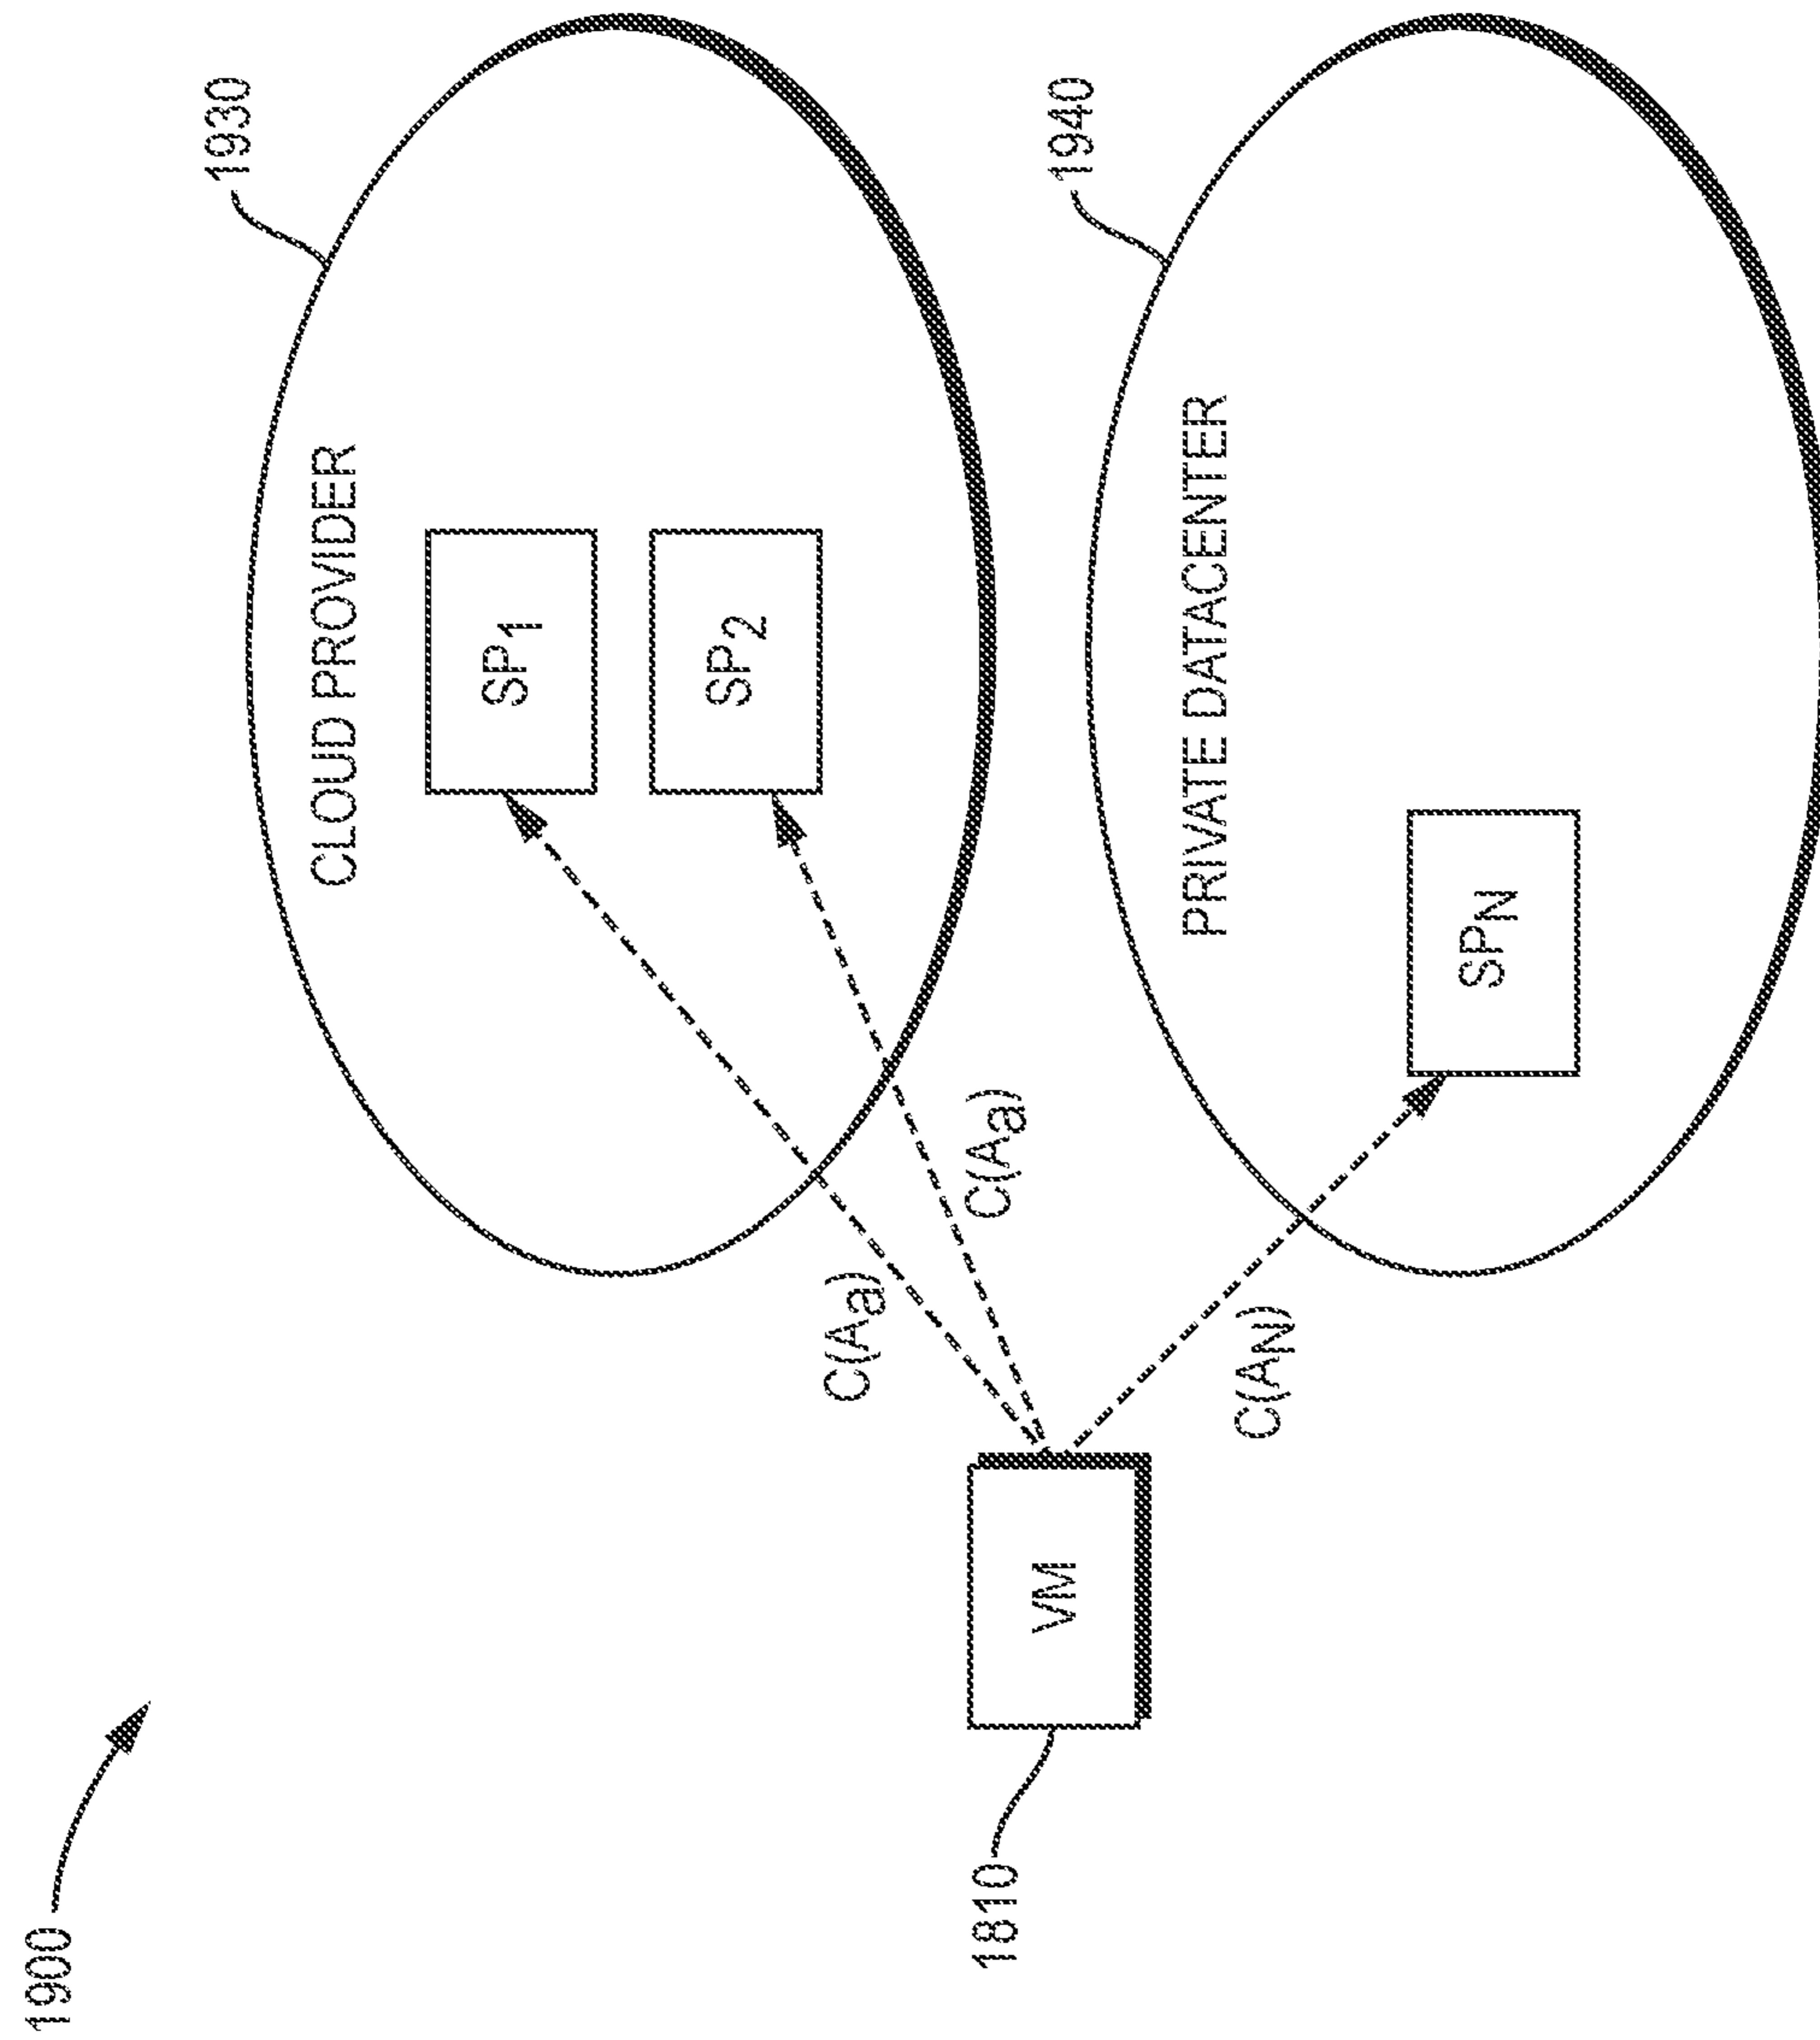 1900
1930
CLOUD PROVIDER
SP1
SP2
C(Aa)
C(Aa)
VM
1810
1940
PRIVATE DATACENTER
C(AN)
SPN